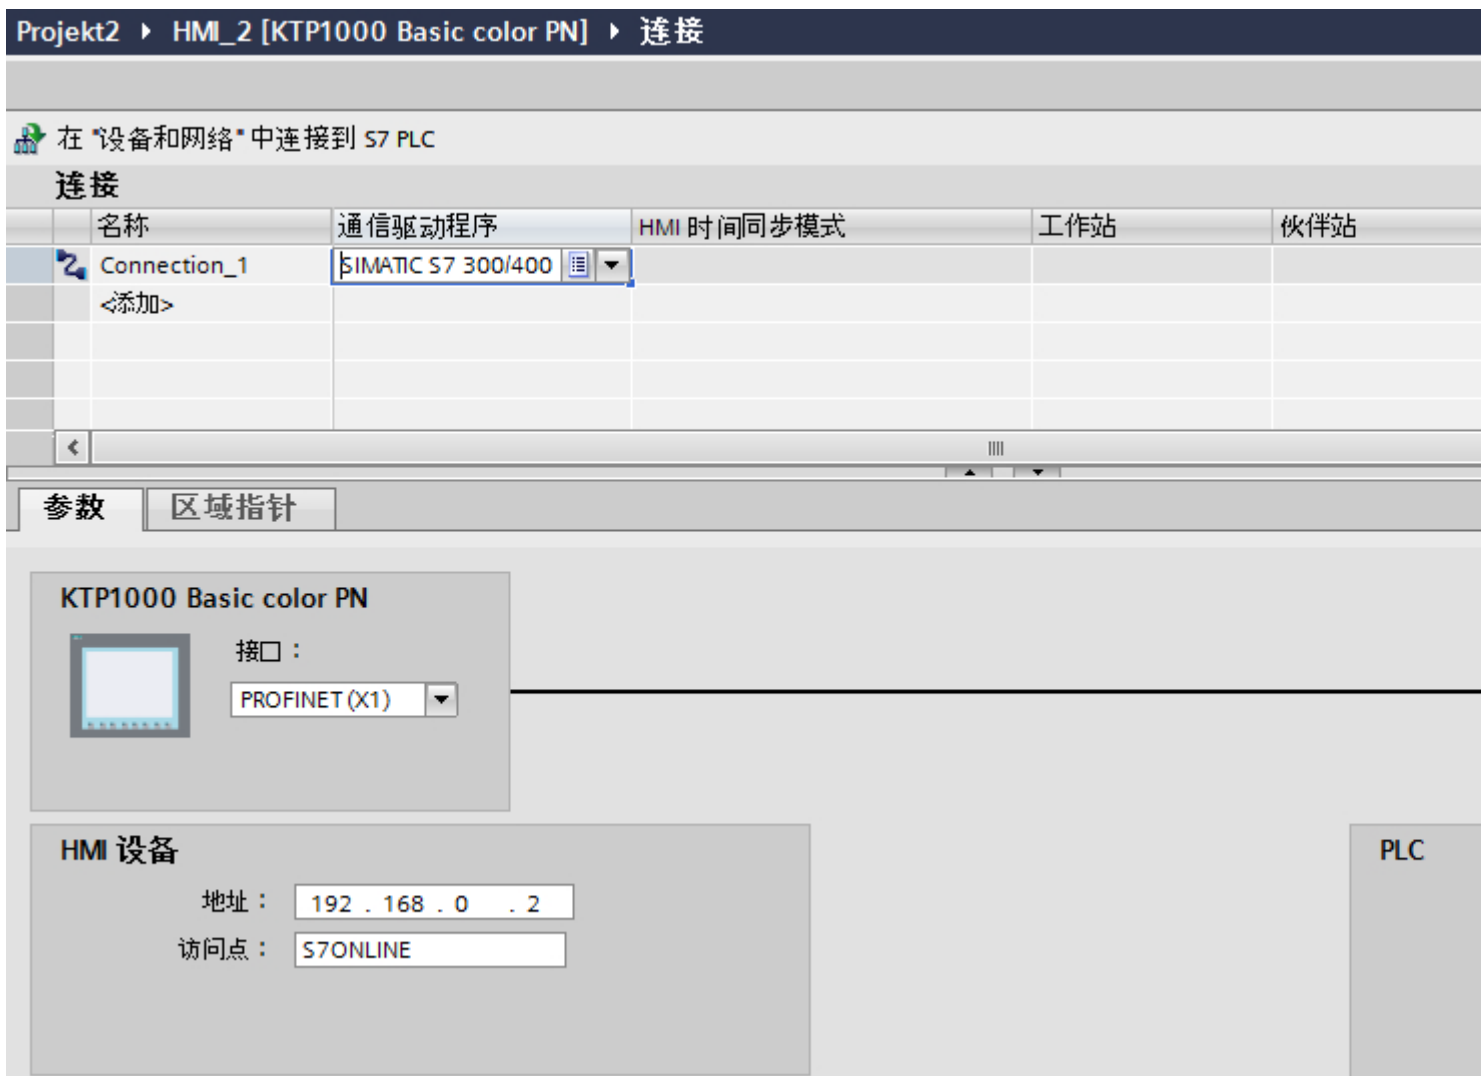 Projekt2 ▸ HMI_2 [KTP1000 Basic color PN] ▸ 连接
在 "设备和网络" 中连接到 S7 PLC
连接
名称 通信驱动程序 HMI 时间同步模式 工作站 伙伴站
Connection_1 SIMATIC S7 300/400
<添加>
参数 区域指针
KTP1000 Basic color PN
接口：
PROFINET (X1)
HMI 设备 PLC
地址： 192 . 168 . 0 . 2
访问点： S7ONLINE